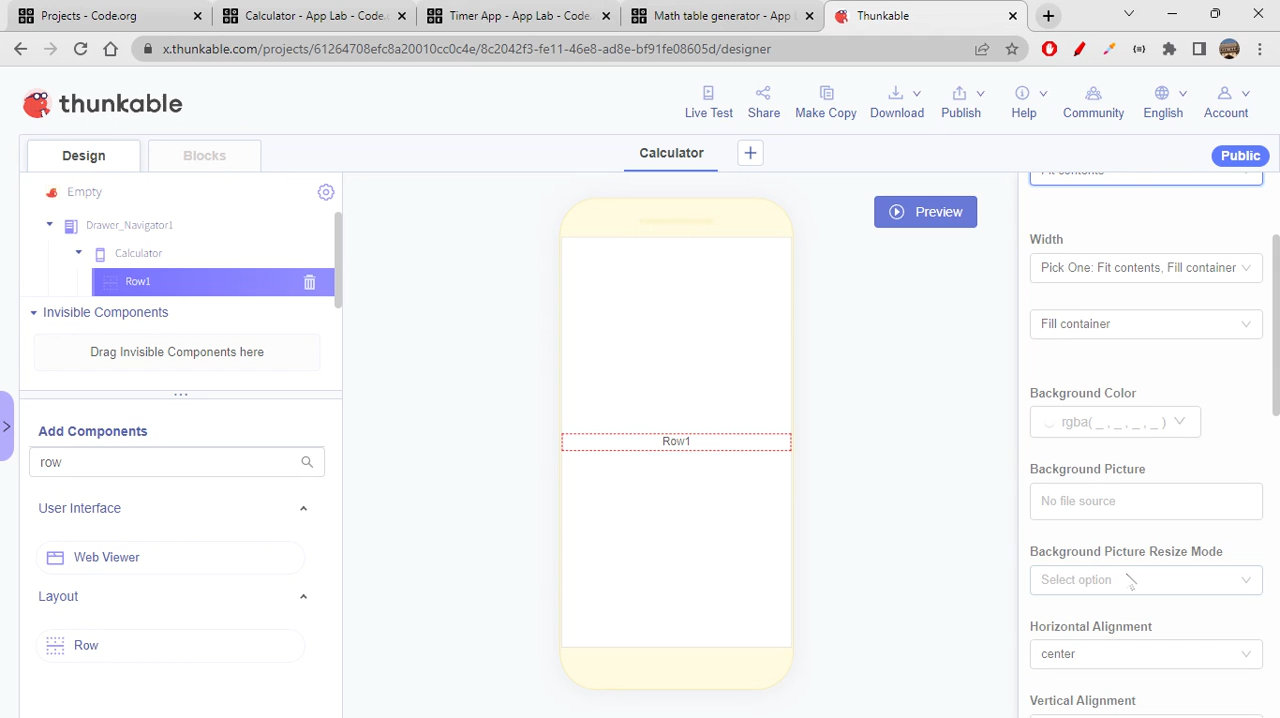 Projects - Code.org
Calculator - App Lab - Code.
Timer App - App Lab - Code.
Math table generator - App L
Thunkable
x.thunkable.com/projects/61264708efc8a20010cc0c4e/8c2042f3-fe11-46e8-ad8e-bf91fe08605d/designer
thunkable
Live Test
Share
Make Copy
Download
Publish
Help
Community
English
Account
Design
Blocks
Calculator
Public
Empty
Drawer_Navigator1
Calculator
Row1
Invisible Components
Drag Invisible Components here
Add Components
row
User Interface
Web Viewer
Layout
Row
Preview
Row1
Fit contents
Width
Pick One: Fit contents, Fill container
Fill container
Background Color
rgba( _ , _ , _ , _ )
Background Picture
No file source
Background Picture Resize Mode
Select option
Horizontal Alignment
center
Vertical Alignment